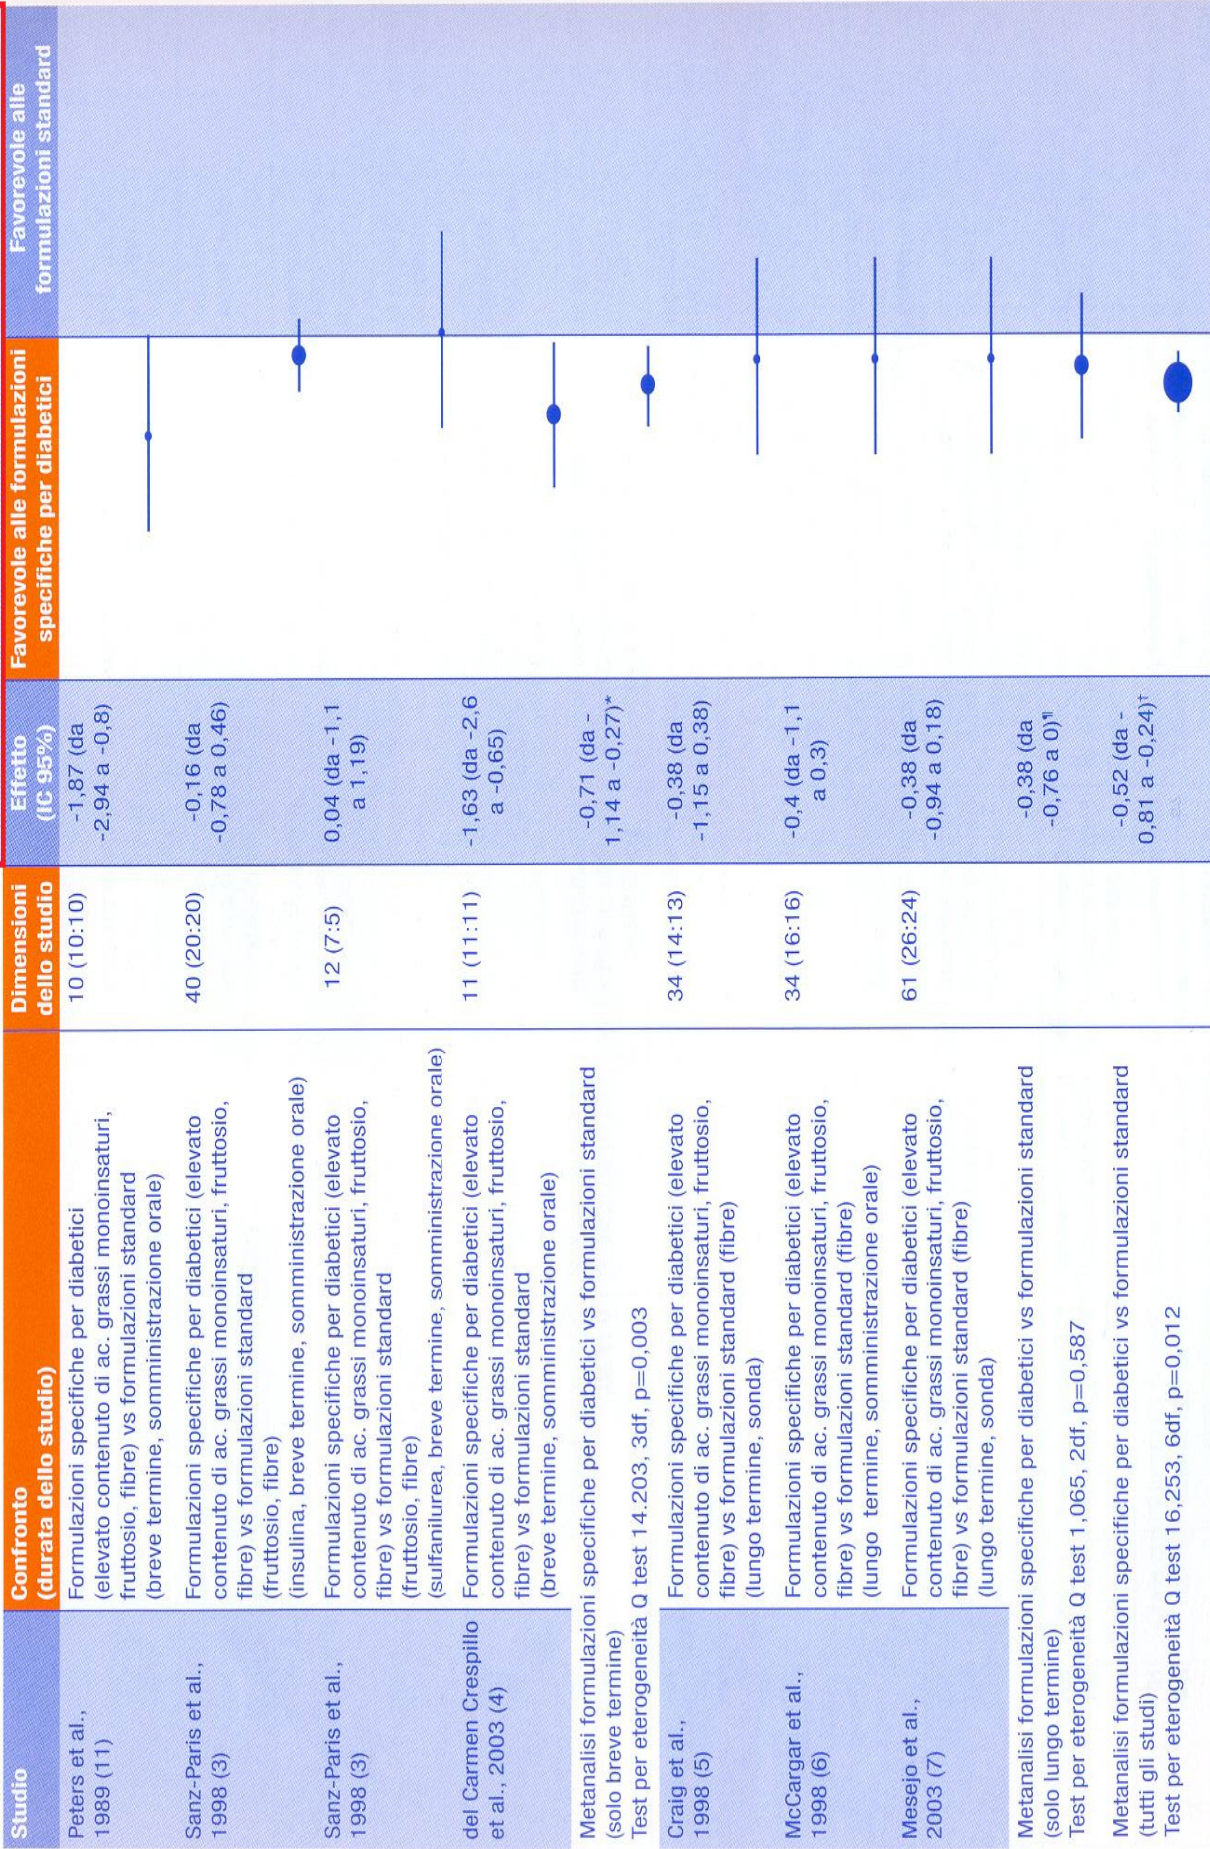 Studio
Confronto
(durata dello studio)
Dimensioni
dello studio
Effetto
(IC 95%)
Favorevole alle formulazioni
specifiche per diabetici
Favorevole alle
formulazioni standard
Peters et al.,
1989 (11)
Formulazioni specifiche per diabetici
(elevato contenuto di ac. grassi monoinsaturi,
fruttosio, fibre) vs formulazioni standard
(breve termine, somministrazione orale)
10 (10:10)
-1,87 (da
-2,94 a -0,8)
Sanz-Paris et al.,
1998 (3)
Formulazioni specifiche per diabetici (elevato
contenuto di ac. grassi monoinsaturi, fruttosio,
fibre) vs formulazioni standard
(fruttosio, fibre)
(insulina, breve termine, somministrazione orale)
40 (20:20)
-0,16 (da
-0,78 a 0,46)
Sanz-Paris et al.,
1998 (3)
Formulazioni specifiche per diabetici (elevato
contenuto di ac. grassi monoinsaturi, fruttosio,
fibre) vs formulazioni standard
(fruttosio, fibre)
(sulfanilurea, breve termine, somministrazione orale)
12 (7:5)
0,04 (da -1,1
a 1,19)
del Carmen Crespillo
et al., 2003 (4)
Formulazioni specifiche per diabetici (elevato
contenuto di ac. grassi monoinsaturi, fruttosio,
fibre) vs formulazioni standard
(breve termine, somministrazione orale)
11 (11:11)
-1,63 (da -2,6
a -0,65)
Metanalisi formulazioni specifiche per diabetici vs formulazioni standard
(solo breve termine)
Test per eterogeneità Q test 14.203, 3df, p=0,003
-0,71 (da -
1,14 a -0,27)*
Craig et al.,
1998 (5)
Formulazioni specifiche per diabetici (elevato
contenuto di ac. grassi monoinsaturi, fruttosio,
fibre) vs formulazioni standard (fibre)
(lungo termine, sonda)
34 (14:13)
-0,38 (da
-1,15 a 0,38)
McCargar et al.,
1998 (6)
Formulazioni specifiche per diabetici (elevato
contenuto di ac. grassi monoinsaturi, fruttosio,
fibre) vs formulazioni standard (fibre)
(lungo termine, somministrazione orale)
34 (16:16)
-0,4 (da -1,1
a 0,3)
Mesejo et al.,
2003 (7)
Formulazioni specifiche per diabetici (elevato
contenuto di ac. grassi monoinsaturi, fruttosio,
fibre) vs formulazioni standard (fibre)
(lungo termine, sonda)
61 (26:24)
-0,38 (da
-0,94 a 0,18)
Metanalisi formulazioni specifiche per diabetici vs formulazioni standard
(solo lungo termine)
Test per eterogeneità Q test 1,065, 2df, p=0,587
-0,38 (da
-0,76 a 0)¶
Metanalisi formulazioni specifiche per diabetici vs formulazioni standard
(tutti gli studi)
Test per eterogeneità Q test 16,253, 6df, p=0,012
-0,52 (da -
0,81 a -0,24)†